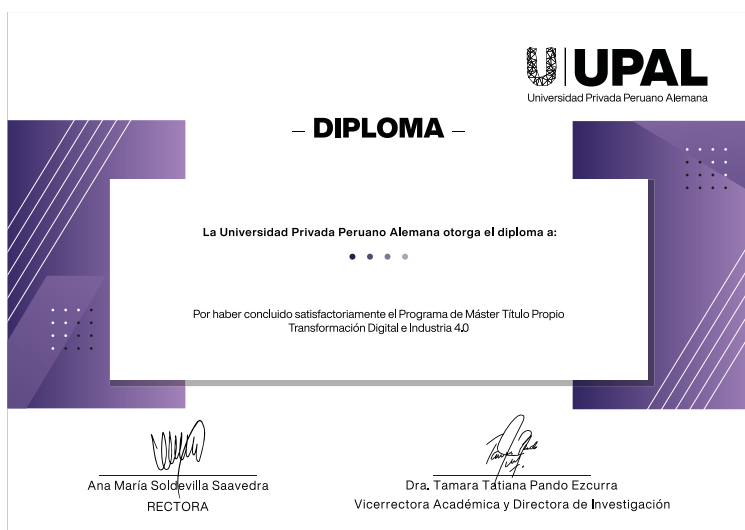 UPAL
Universidad Privada Peruano Alemana
– DIPLOMA –
La Universidad Privada Peruano Alemana otorga el diploma a:
Por haber concluido satisfactoriamente el Programa de Máster Título Propio
Transformación Digital e Industria 4.0
Ana María Soldevilla Saavedra
RECTORA
Dra. Tamara Tatiana Pando Ezcurra
Vicerrectora Académica y Directora de Investigación